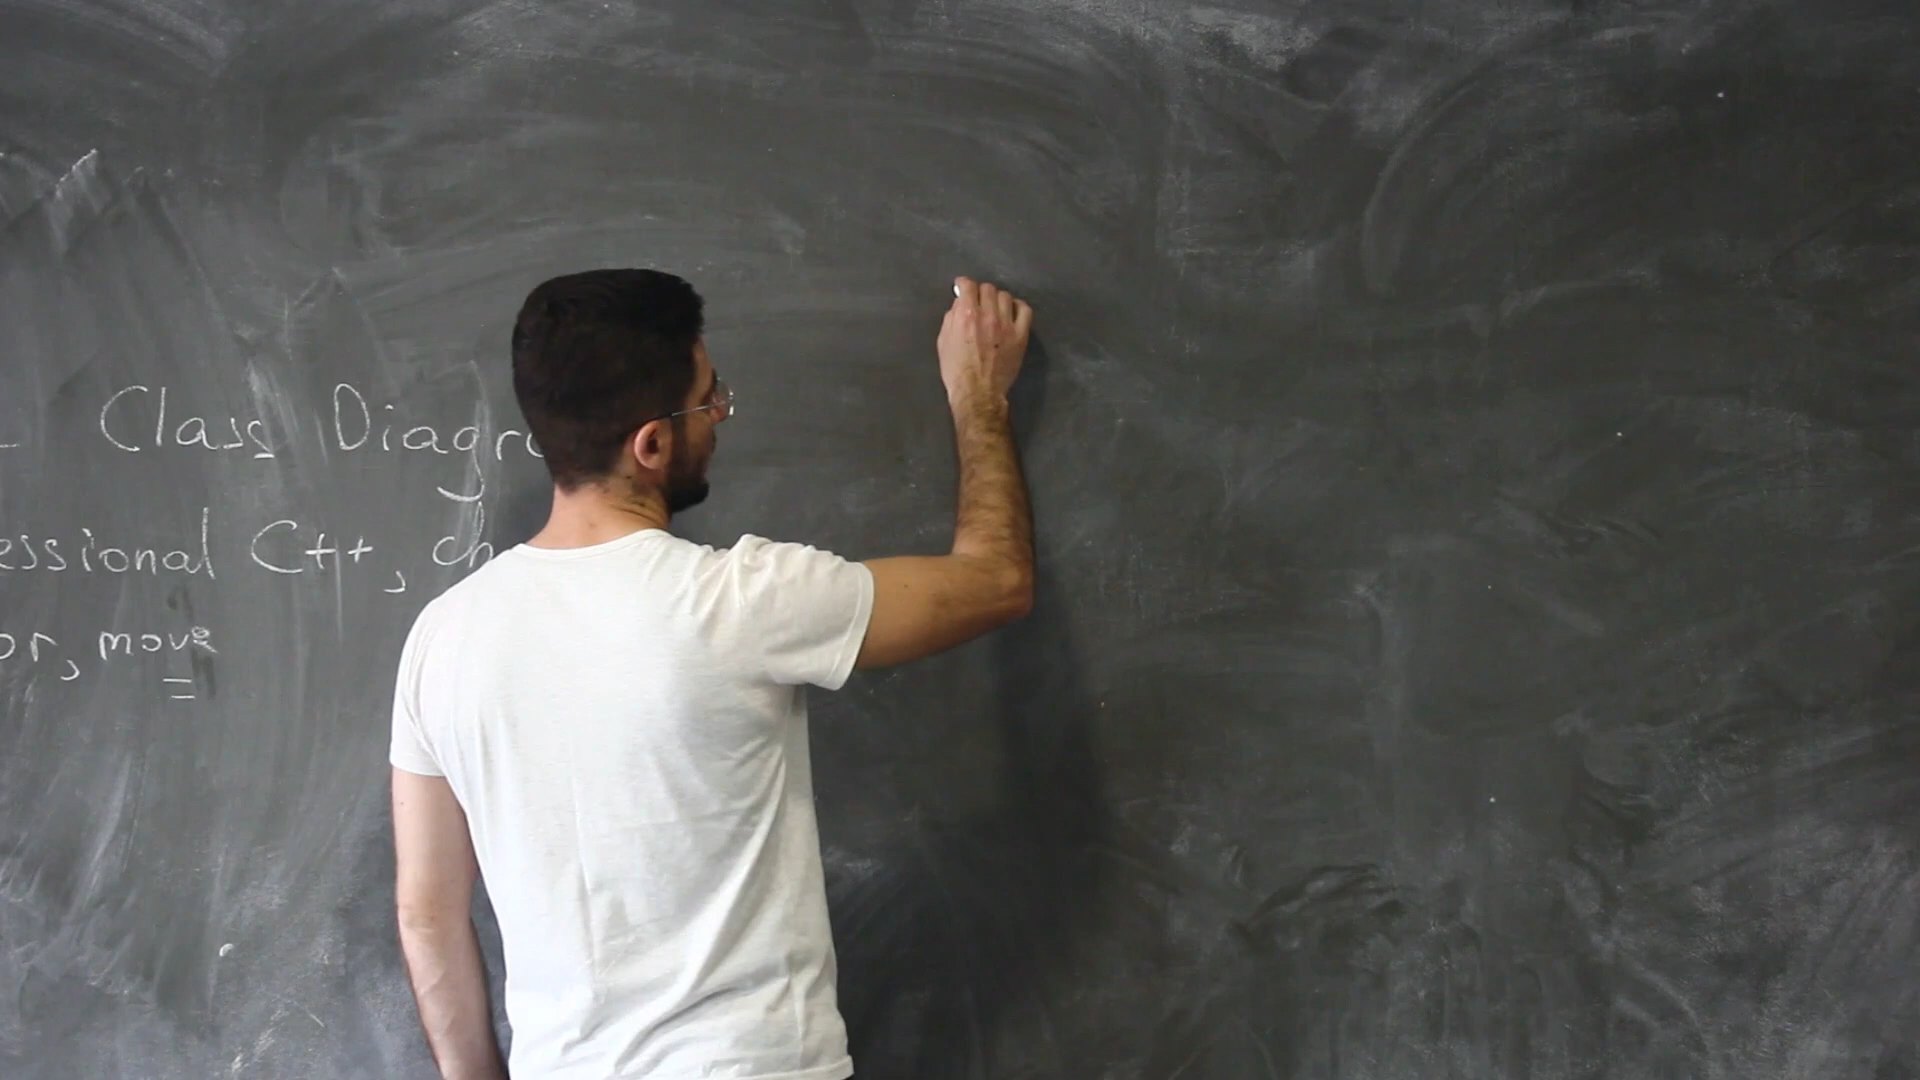 Class Diagr
essional C++, ch
or, move